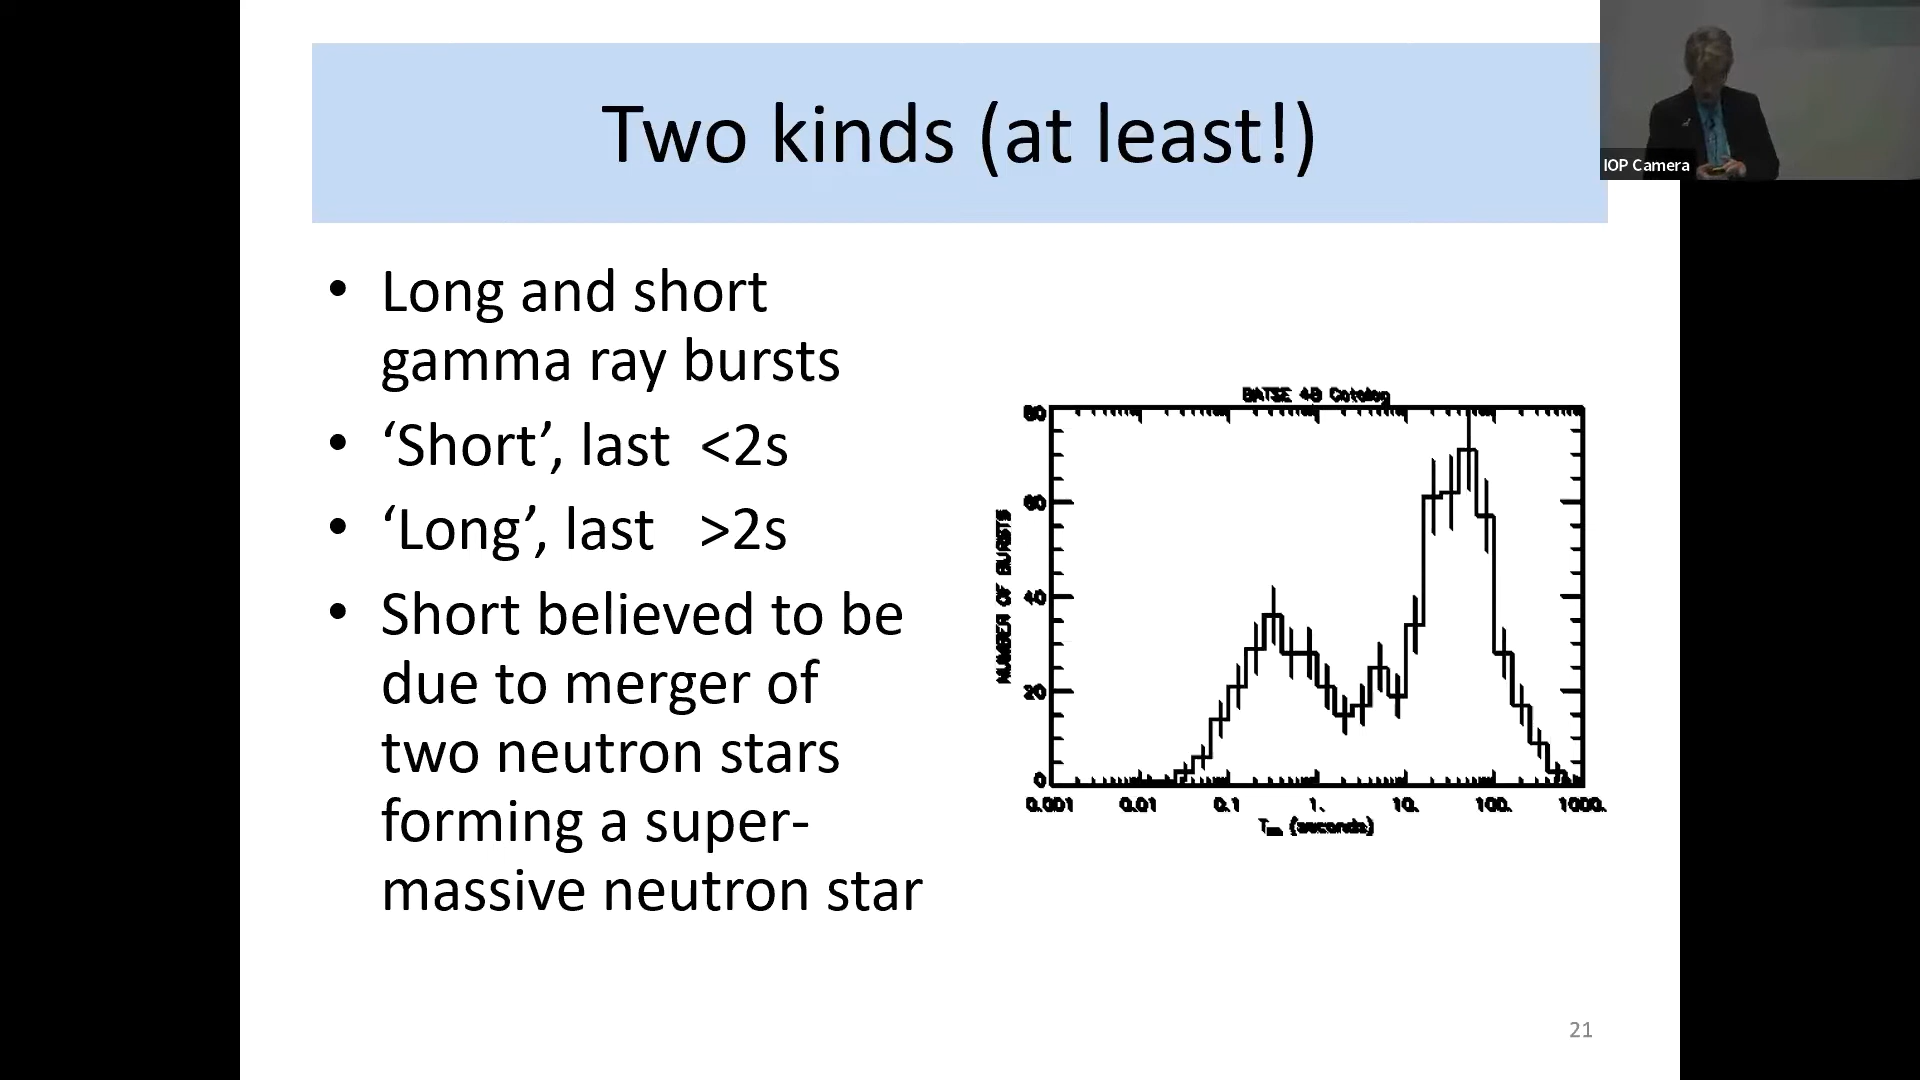 Two kinds (at least!)
IOP Camera
• Long and short
gamma ray bursts
• ‘Short’, last <2s
• ‘Long’, last >2s
• Short believed to be
due to merger of
two neutron stars
forming a super-
massive neutron star
BATSE 4B Catalog
NUMBER OF BURSTS
80
60
40
20
0
0.001 0.01 0.1 1. 10. 100. 1000.
(seconds)
21